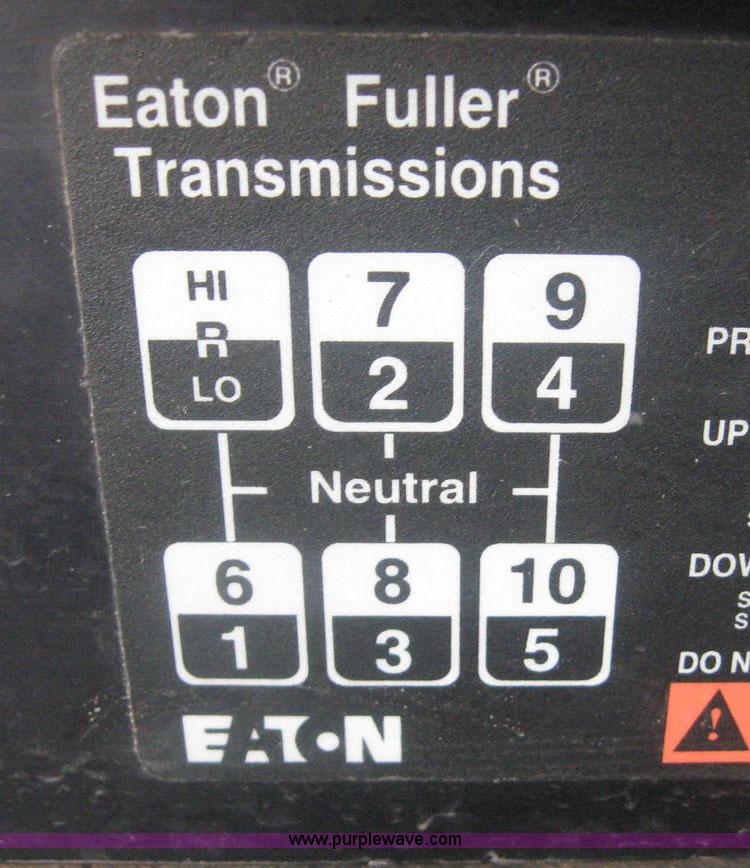 Eaton® Fuller®
Transmissions
HI 7 9
R
LO 2 4
PR
UP
Neutral
6 8 10
1 3 5
DO N
EATON
!
www.purplewave.com